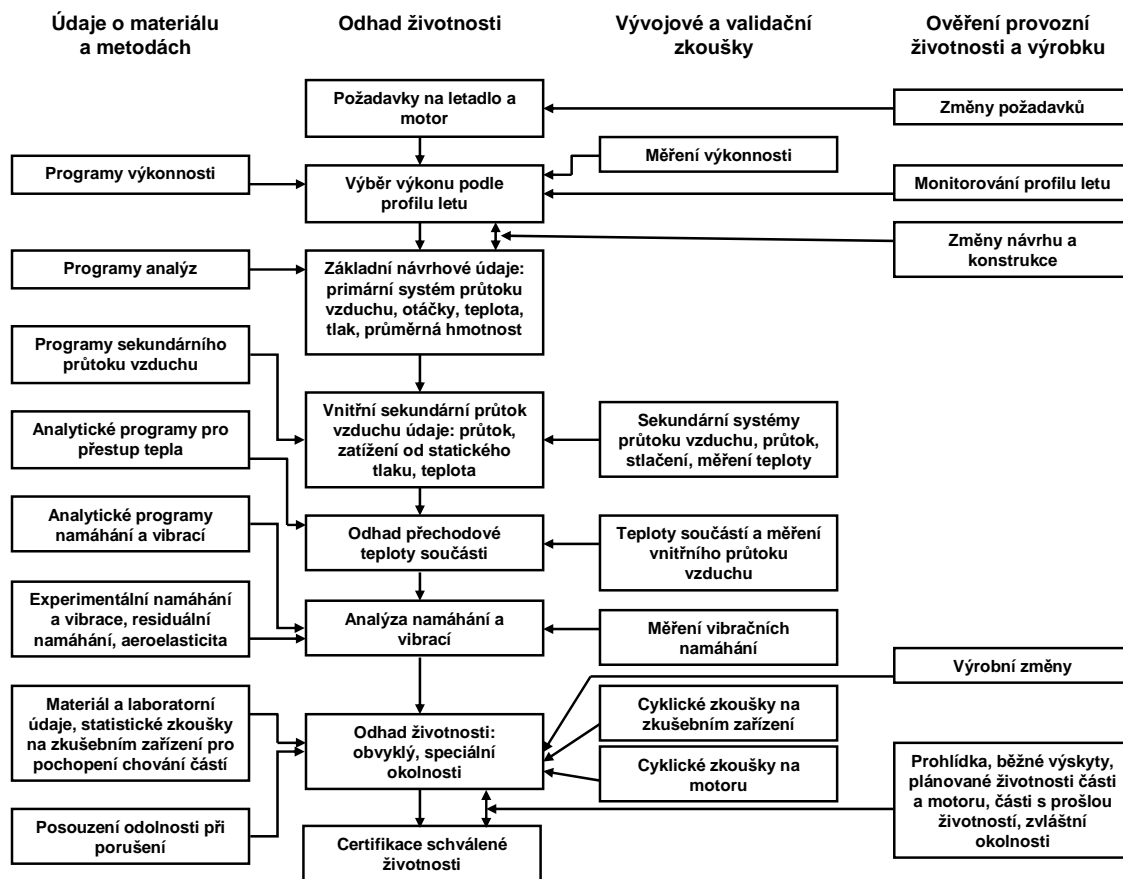 Údaje o materiálu
a metodách
Odhad životnosti
Vývojové a validační
zkoušky
Ověření provozní
životnosti a výrobku
Požadavky na letadlo a
motor
Změny požadavků
Programy výkonnosti
Výběr výkonu podle
profilu letu
Měření výkonnosti
Monitorování profilu letu
Změny návrhu a
konstrukce
Programy analýz
Základní návrhové údaje:
primární systém průtoku
vzduchu, otáčky, teplota,
tlak, průměrná hmotnost
Programy sekundárního
průtoku vzduchu
Vnitřní sekundární průtok
vzduchu údaje: průtok,
zatížení od statického
tlaku, teplota
Sekundární systémy
průtoku vzduchu, průtok,
stlačení, měření teploty
Analytické programy pro
přestup tepla
Analytické programy
namáhání a vibrací
Odhad přechodové
teploty součásti
Teploty součástí a měření
vnitřního průtoku
vzduchu
Experimentální namáhání
a vibrace, residuální
namáhání, aeroelasticita
Analýza namáhání a
vibrací
Měření vibračních
namáhání
Výrobní změny
Materiál a laboratorní
údaje, statistické zkoušky
na zkušebním zařízení pro
pochopení chování částí
Odhad životnosti:
obvyklý, speciální
okolnosti
Cyklické zkoušky na
zkušebním zařízení
Cyklické zkoušky na
motoru
Prohlídka, běžné výskyty,
plánované životnosti části
a motoru, části s prošlou
životností, zvláštní
okolnosti
Posouzení odolnosti při
porušení
Certifikace schválené
životnosti